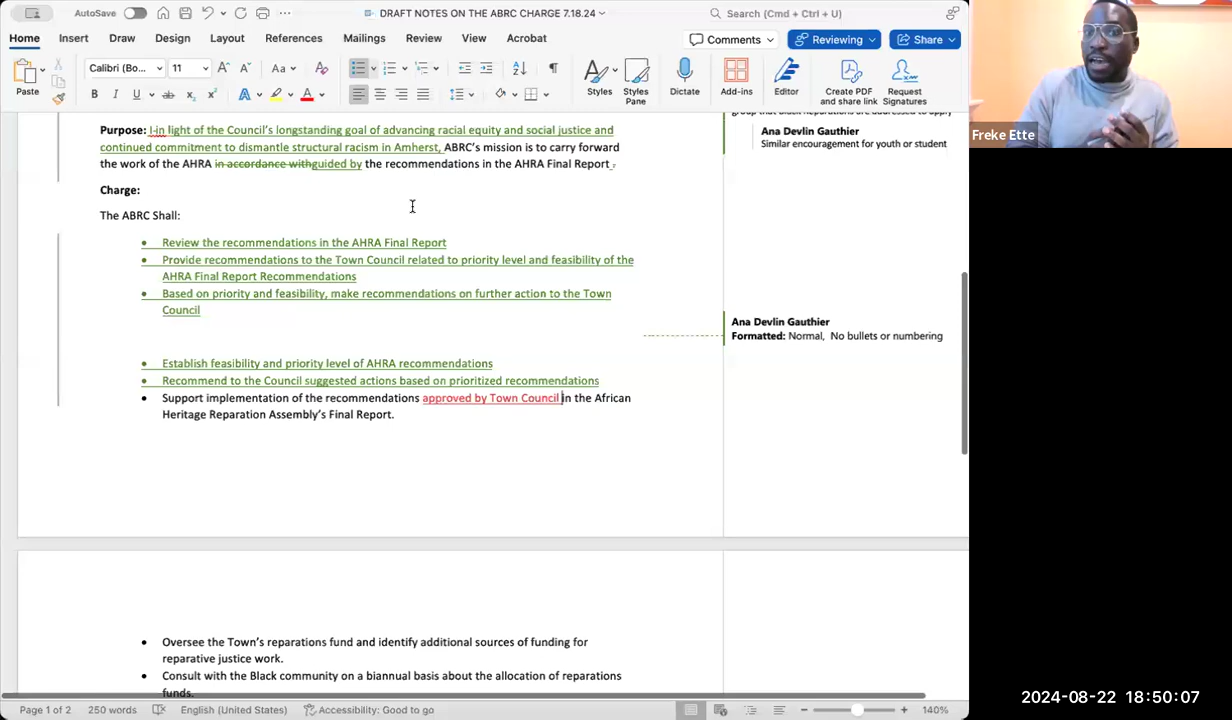 AutoSave
DRAFT NOTES ON THE ABRC CHARGE 7.18.24
Search (Cmd + Ctrl + U)
Home Insert Draw Design Layout References Mailings Review View Acrobat
Comments Reviewing Share
Paste
Calibri (Bo... 11
Aa
Styles
Styles Pane
Dictate
Add-ins
Editor
Create PDF and share link
Request Signatures
Purpose: I-in light of the Council's longstanding goal of advancing racial equity and social justice and
continued commitment to dismantle structural racism in Amherst, ABRC's mission is to carry forward
the work of the AHRA in accordance withguided by the recommendations in the AHRA Final Report .
Charge:
The ABRC Shall:
• Review the recommendations in the AHRA Final Report
• Provide recommendations to the Town Council related to priority level and feasibility of the
AHRA Final Report Recommendations
• Based on priority and feasibility, make recommendations on further action to the Town
Council
• Establish feasibility and priority level of AHRA recommendations
• Recommend to the Council suggested actions based on prioritized recommendations
• Support implementation of the recommendations approved by Town Council in the African
Heritage Reparation Assembly's Final Report.
• Oversee the Town's reparations fund and identify additional sources of funding for
reparative justice work.
• Consult with the Black community on a biannual basis about the allocation of reparations
funds.
group that Black Reparations are addressed to apply
Ana Devlin Gauthier
Similar encouragement for youth or student
Ana Devlin Gauthier
Formatted: Normal, No bullets or numbering
Page 1 of 2 250 words English (United States) Accessibility: Good to go 140%
Freke Ette
2024-08-22 18:50:07